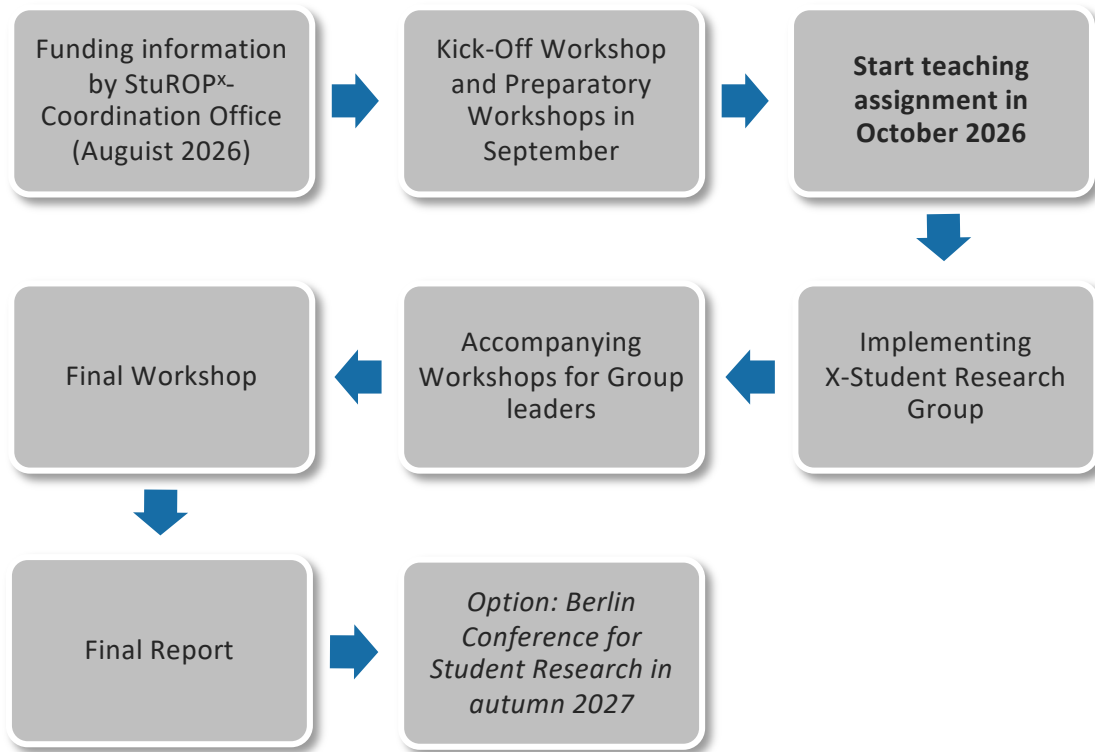 Funding information
by StuROPˣ-
Coordination Office
(Auguist 2026)
Kick-Off Workshop
and Preparatory
Workshops in
September
Start teaching
assignment in
October 2026
Implementing
X-Student Research
Group
Accompanying
Workshops for Group
leaders
Final Workshop
Final Report
Option: Berlin
Conference for
Student Research in
autumn 2027